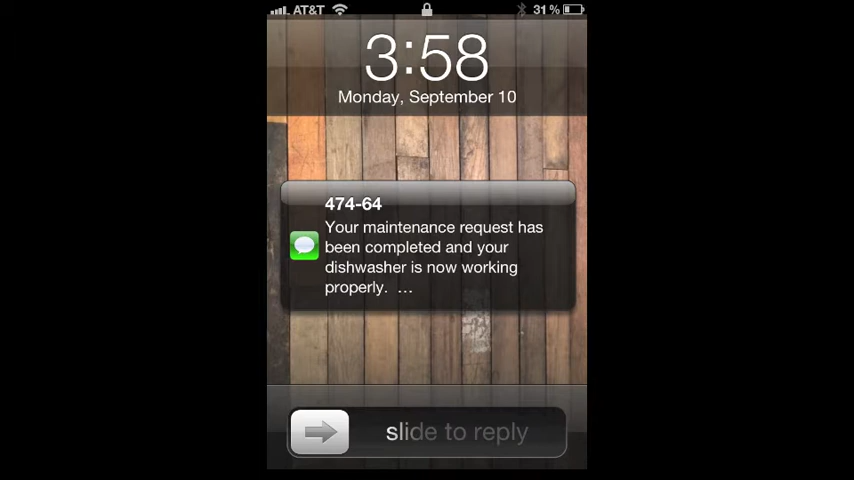 AT&T 31%
3:58
Monday, September 10
474-64
Your maintenance request has
been completed and your
dishwasher is now working
properly. ...
slide to reply